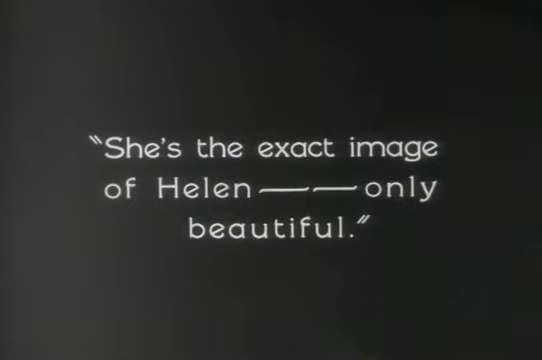 "She's the exact image
of Helen — — only
beautiful."